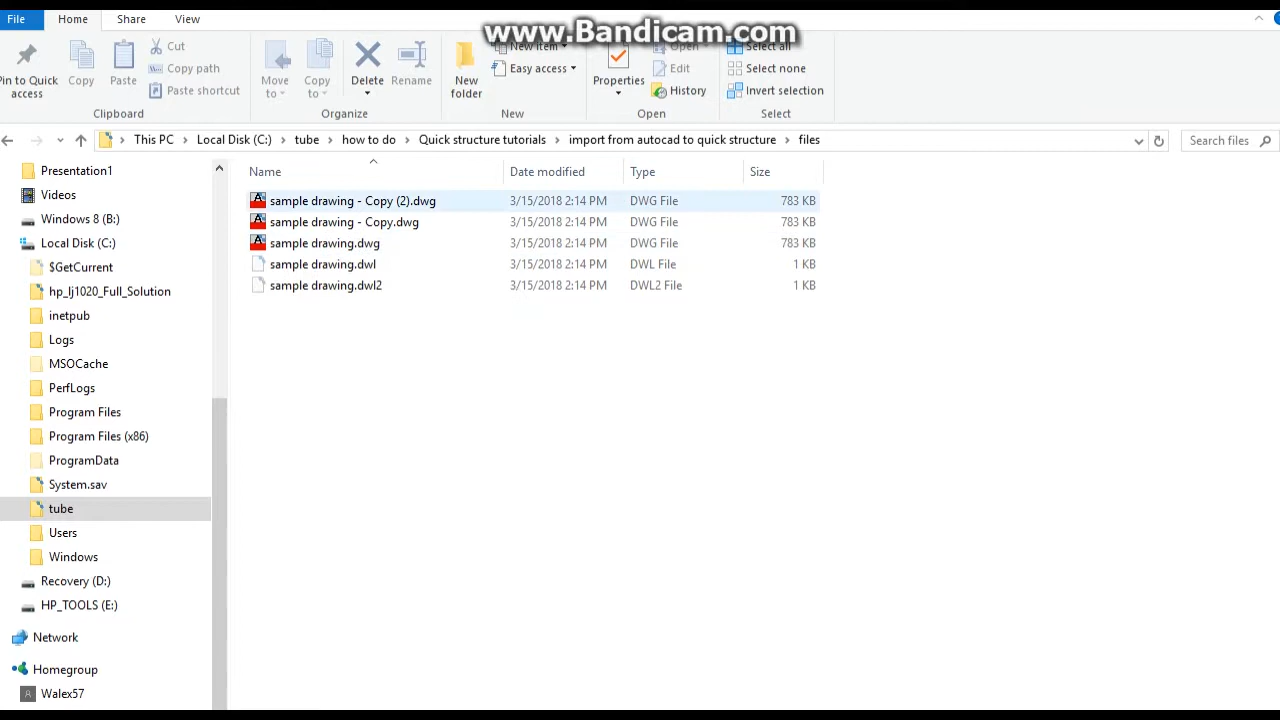 www.Bandicam.com
File Home Share View
Pin to Quick access
Copy
Paste
Cut
Copy path
Paste shortcut
Clipboard
Move to
Copy to
Delete
Rename
Organize
New folder
New item
Easy access
New
Properties
Open
Edit
History
Open
Select all
Select none
Invert selection
Select
This PC > Local Disk (C:) > tube > how to do > Quick structure tutorials > import from autocad to quick structure > files
Search files
Presentation1
Videos
Windows 8 (B:)
Local Disk (C:)
$GetCurrent
hp_lj1020_Full_Solution
inetpub
Logs
MSOCache
PerfLogs
Program Files
Program Files (x86)
ProgramData
System.sav
tube
Users
Windows
Recovery (D:)
HP_TOOLS (E:)
Network
Homegroup
Walex57
Name Date modified Type Size
sample drawing - Copy (2).dwg 3/15/2018 2:14 PM DWG File 783 KB
sample drawing - Copy.dwg 3/15/2018 2:14 PM DWG File 783 KB
sample drawing.dwg 3/15/2018 2:14 PM DWG File 783 KB
sample drawing.dwl 3/15/2018 2:14 PM DWL File 1 KB
sample drawing.dwl2 3/15/2018 2:14 PM DWL2 File 1 KB